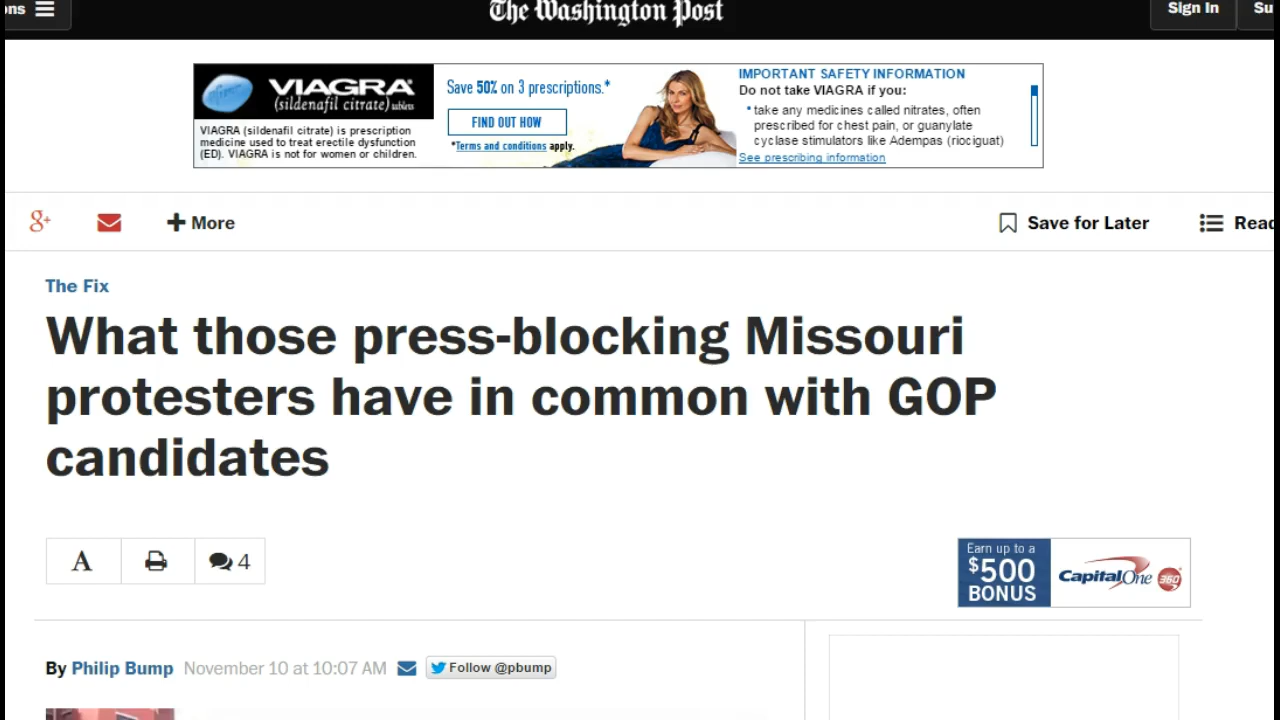 ons
The Washington Post
Sign In
Su
VIAGRA
(sildenafil citrate) tablets
VIAGRA (sildenafil citrate) is prescription
medicine used to treat erectile dysfunction
(ED). VIAGRA is not for women or children.
Save 50% on 3 prescriptions.*
FIND OUT HOW
*Terms and conditions apply.
IMPORTANT SAFETY INFORMATION
Do not take VIAGRA if you:
• take any medicines called nitrates, often
prescribed for chest pain, or guanylate
cyclase stimulators like Adempas (riociguat)
See prescribing information
g+
+ More
Save for Later
Read
The Fix
What those press-blocking Missouri
protesters have in common with GOP
candidates
A
4
Earn up to a
$500
BONUS
Capital One 360
By Philip Bump November 10 at 10:07 AM
Follow @pbump